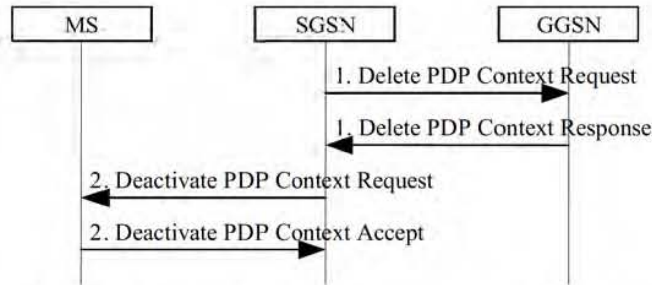 MS
SGSN
GGSN
1. Delete PDP Context Request
1. Delete PDP Context Response
2. Deactivate PDP Context Request
2. Deactivate PDP Context Accept